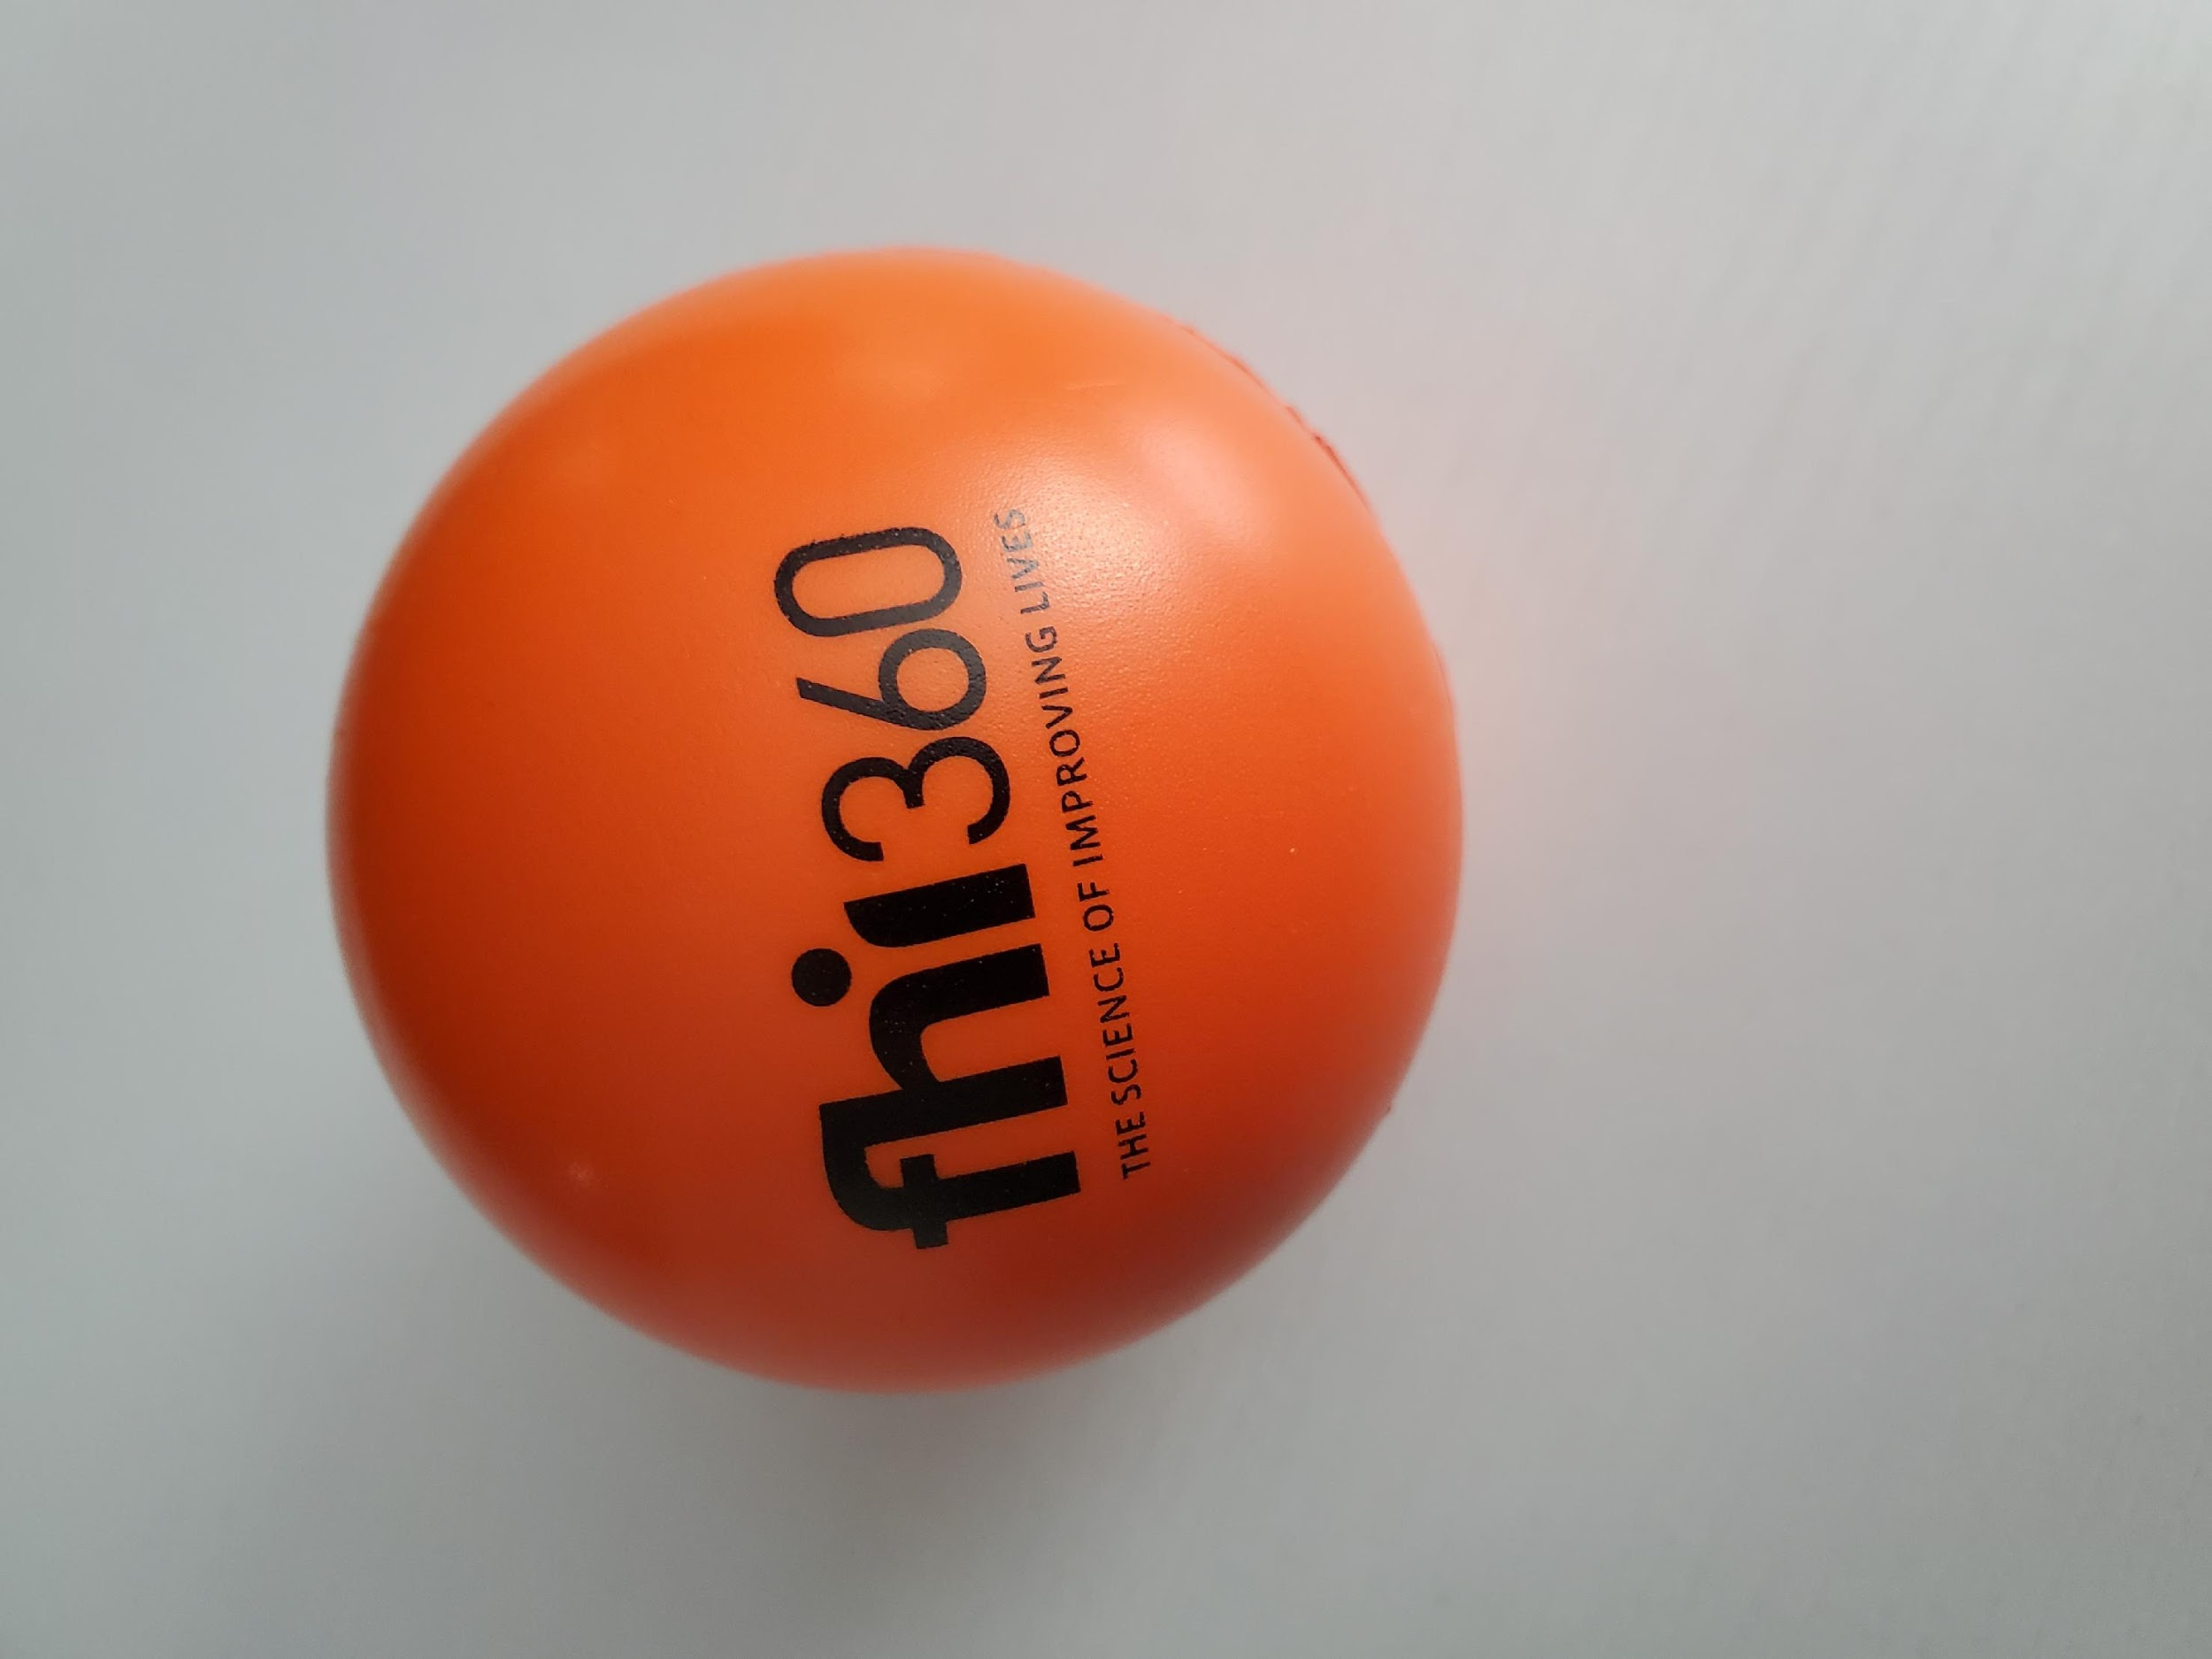 fhi360
THE SCIENCE OF IMPROVING LIVES